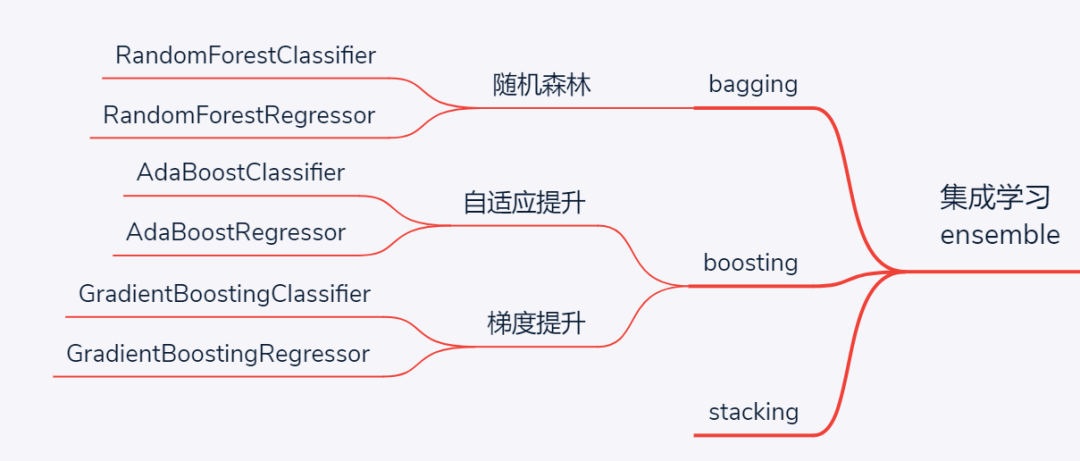 RandomForestClassifier
随机森林
bagging
RandomForestRegressor
AdaBoostClassifier
自适应提升
集成学习
ensemble
AdaBoostRegressor
boosting
GradientBoostingClassifier
梯度提升
GradientBoostingRegressor
stacking